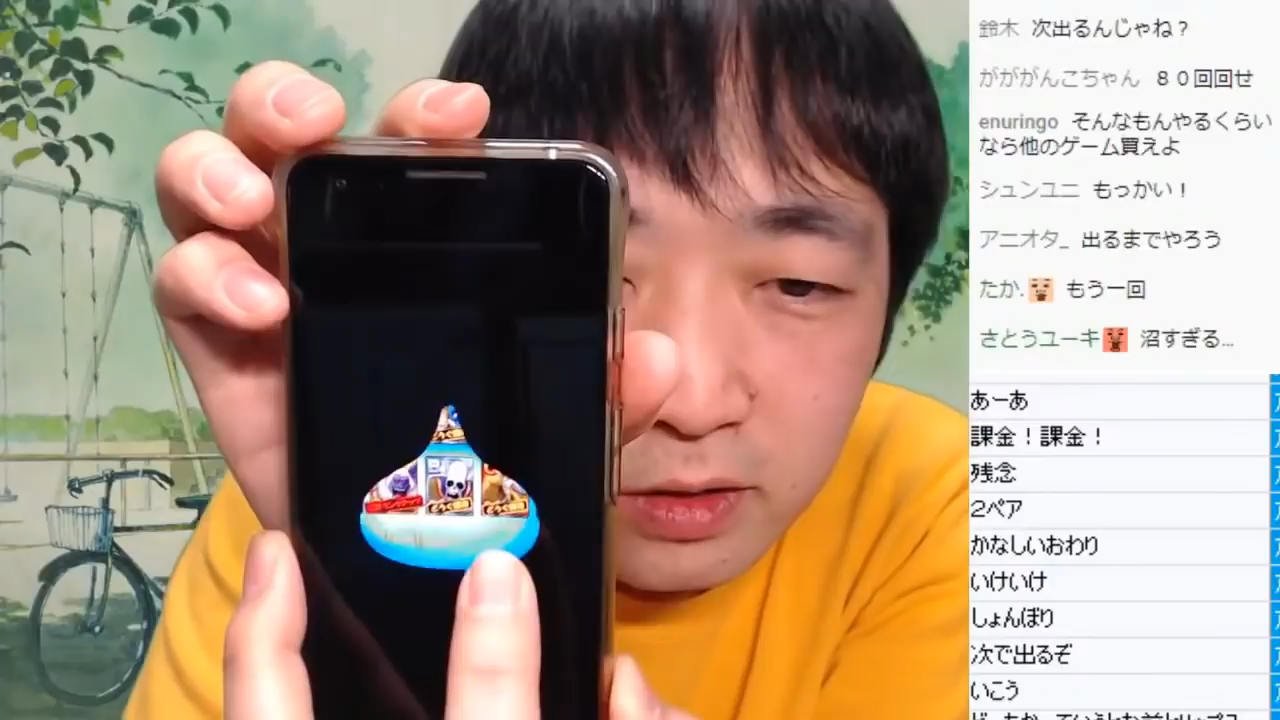 鈴木 次出るんじゃね？
がががんこちゃん ８０回回せ
enuringo そんなもんやるくらい
なら他のゲーム買えよ
シュンユニ もっかい！
アニオタ_ 出るまでやろう
たか. もう一回
さとうユーキ 沼すぎる...
あーあ
課金！課金！
残念
2ペア
かなしいおわり
いけいけ
しょんぼり
次で出るぞ
いこう